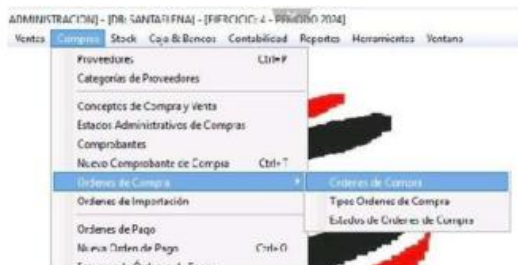 ADMINISTRACION] - [DB: SANTAELENA] - [EJERCICIO: 4 - PERIODO 2024]
Ventas Compras Stock Caja & Bancos Contabilidad Reportes Herramientas Ventana
Proveedores Ctrl+P
Categorías de Proveedores
Conceptos de Compra y Venta
Estados Administrativos de Compras
Comprobantes
Nuevo Comprobante de Compra Ctrl+T
Ordenes de Compra
Ordenes de Compra
Ordenes de Importación
Tipos Ordenes de Compra
Estados de Ordenes de Compra
Ordenes de Pago
Nueva Orden de Pago Ctrl+O